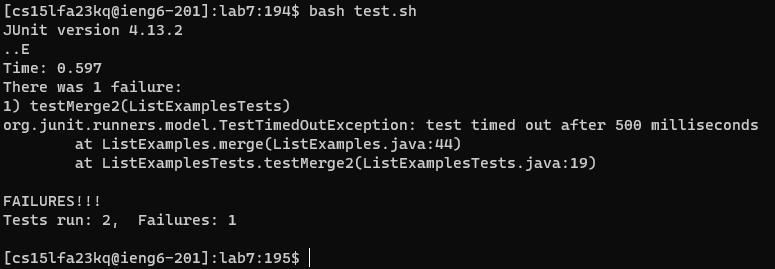 [cs15lfa23kq@ieng6-201]:lab7:194$ bash test.sh
JUnit version 4.13.2
..E
Time: 0.597
There was 1 failure:
1) testMerge2(ListExamplesTests)
org.junit.runners.model.TestTimedOutException: test timed out after 500 milliseconds
        at ListExamples.merge(ListExamples.java:44)
        at ListExamplesTests.testMerge2(ListExamplesTests.java:19)
FAILURES!!!
Tests run: 2,  Failures: 1
[cs15lfa23kq@ieng6-201]:lab7:195$